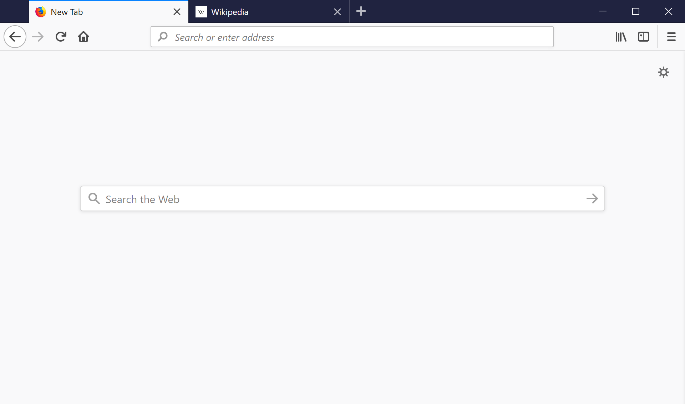 New Tab
Wikipedia
Search or enter address
Search the Web